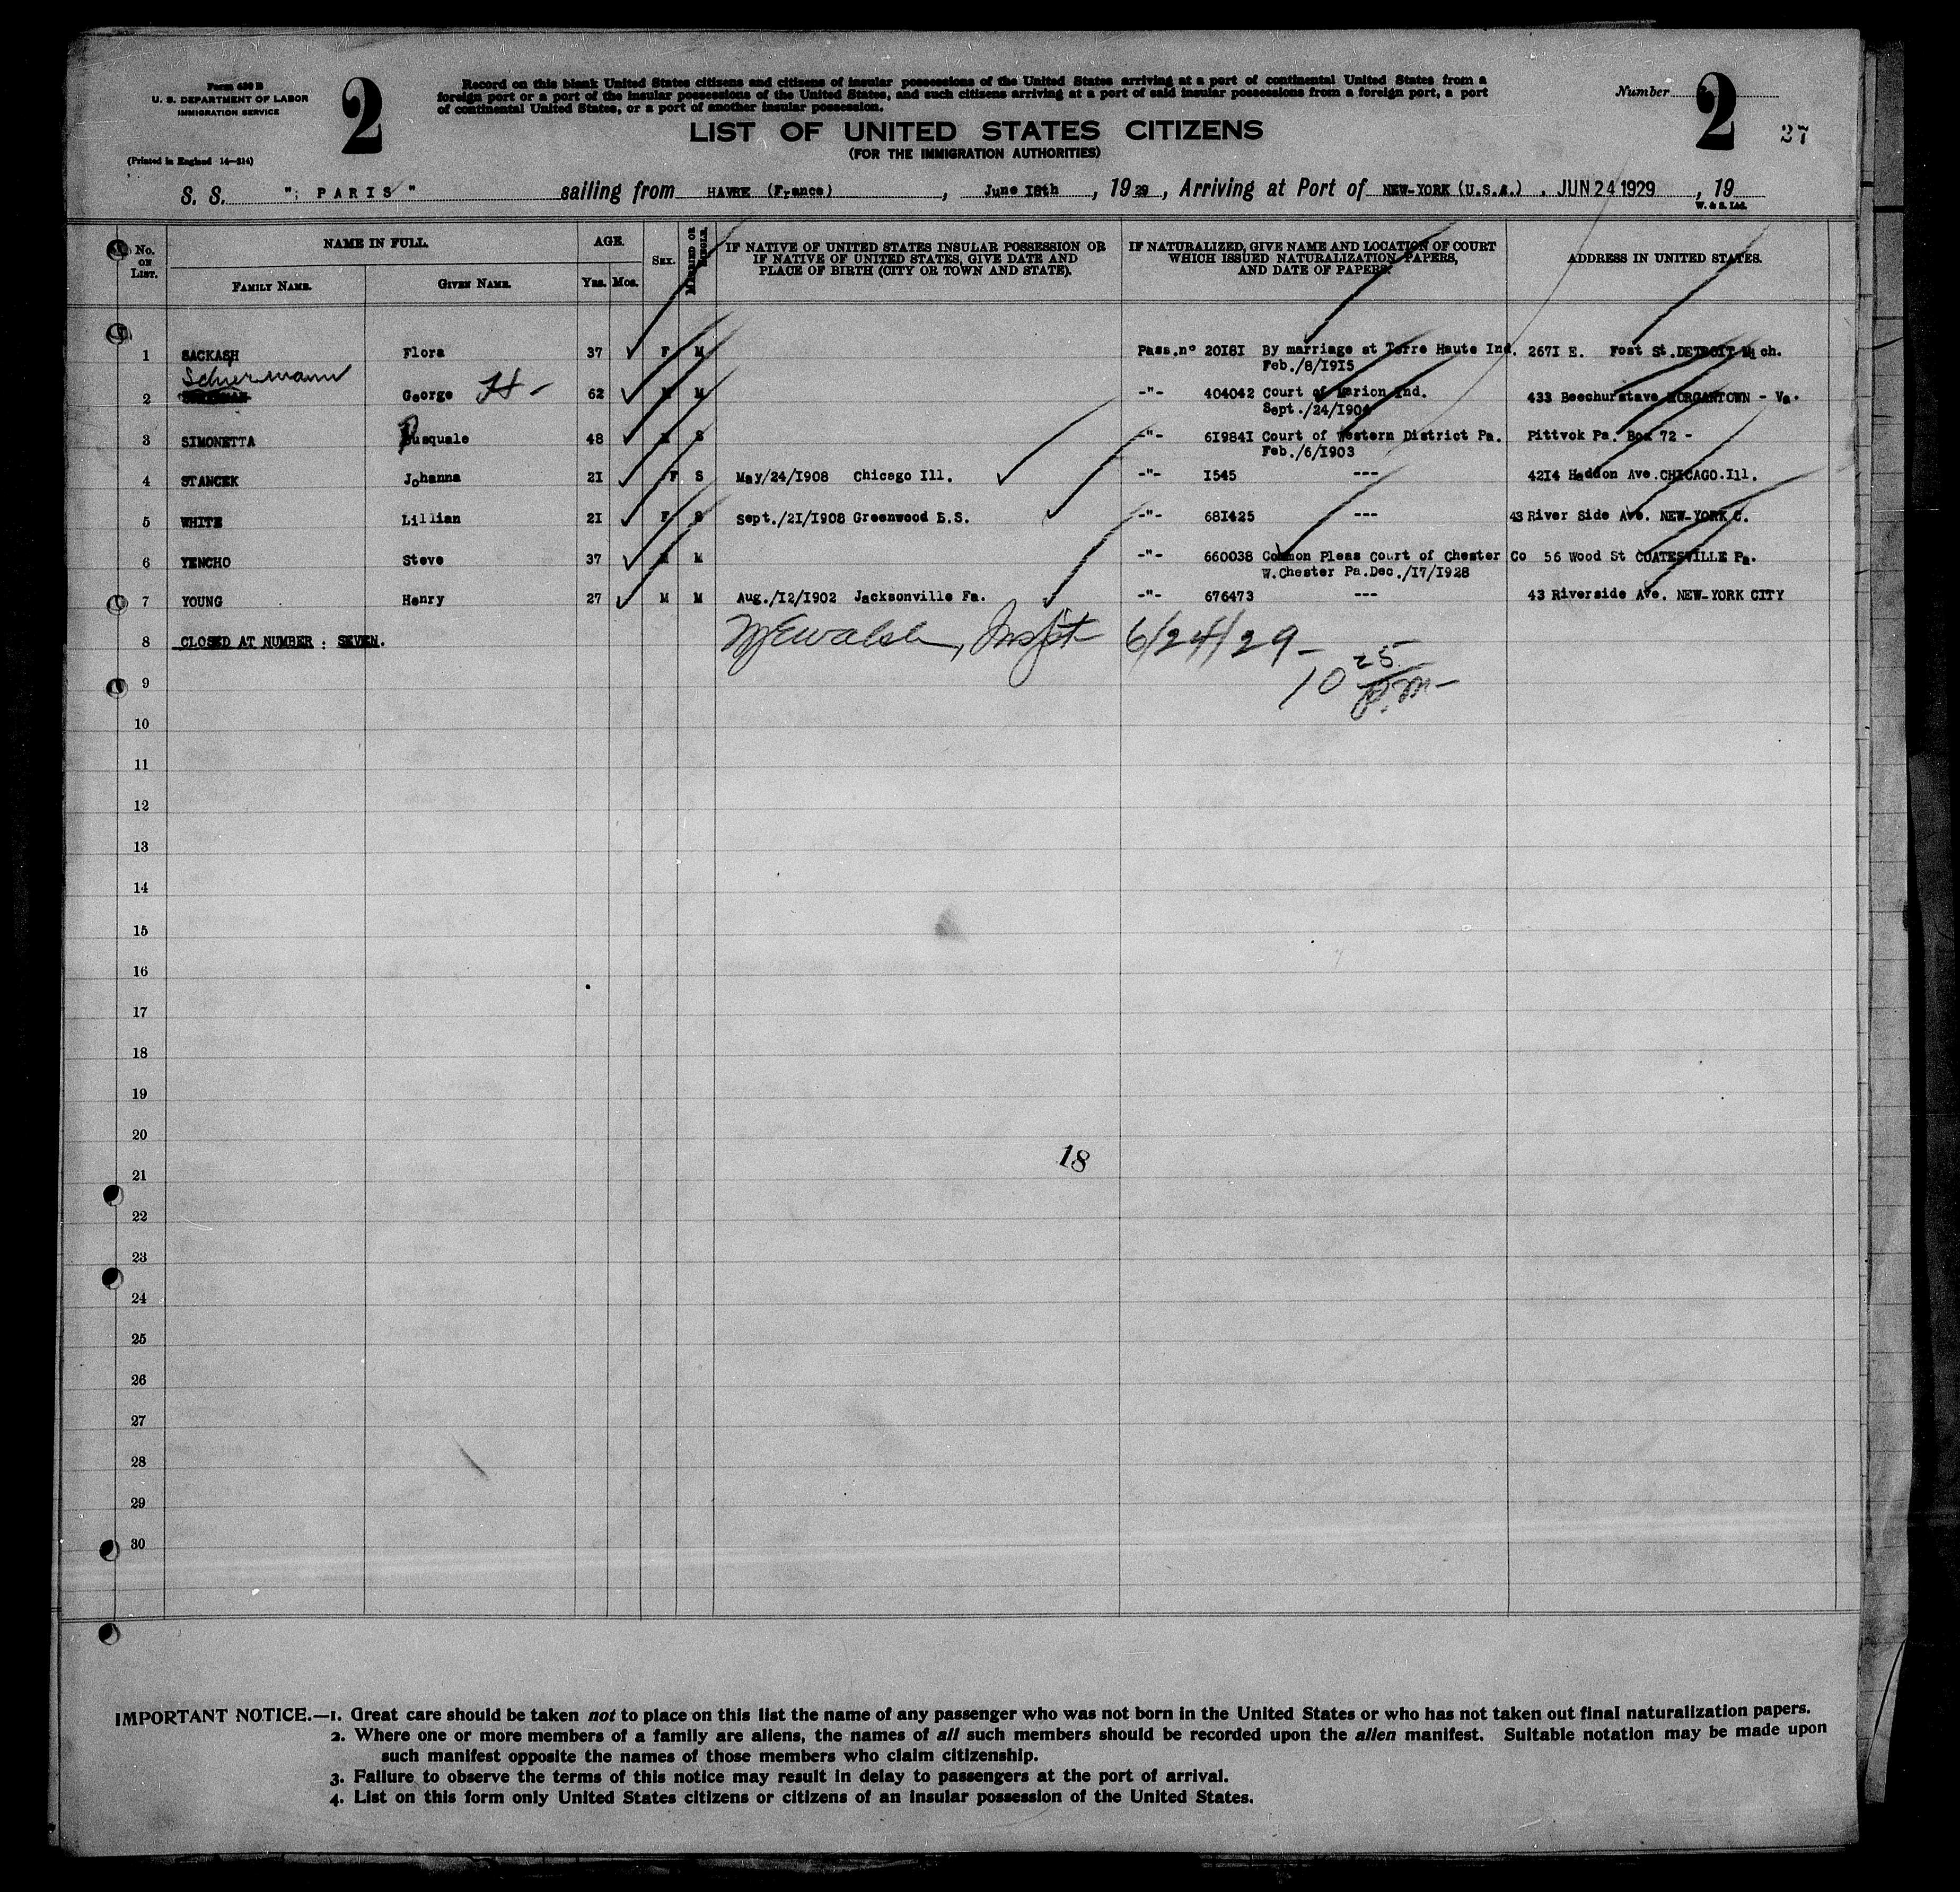 Form 630 B
U. S. DEPARTMENT OF LABOR
IMMIGRATION SERVICE
(Printed in England 14—214)
2
Record on this blank United States citizens and citizens of insular possessions of the United States arriving at a port of continental United States from a
foreign port or a port of the insular possessions of the United States, and such citizens arriving at a port of said insular possessions from a foreign port, a port
of continental United States, or a port of another insular possession.
LIST OF UNITED STATES CITIZENS
(FOR THE IMMIGRATION AUTHORITIES)
Number 2
27
S. S. " PARIS " sailing from HAVRE (France) , June 18th , 19 29 , Arriving at Port of NEW-YORK (U.S.A.) , JUN 24 1929 , 19
W. & S. Ltd.
No. ON LIST. NAME IN FULL. AGE. SEX. MARRIED OR SINGLE. IF NATIVE OF UNITED STATES INSULAR POSSESSION OR IF NATIVE OF UNITED STATES, GIVE DATE AND PLACE OF BIRTH (CITY OR TOWN AND STATE). IF NATURALIZED, GIVE NAME AND LOCATION OF COURT WHICH ISSUED NATURALIZATION PAPERS, AND DATE OF PAPERS. ADDRESS IN UNITED STATES.
FAMILY NAME. GIVEN NAME. Yrs. Mos.
1 SACKASH Flora 37 F M Pass.n° 20181 By marriage at Terre Haute Ind. 2671 E. Fost St.DETROIT Mich.
Feb./8/1915
Schurmann
2 George H- 62 M M -"- 404042 Court of Marion Ind. 433 Beechurstave MORGANTOWN - Va.
Sept./24/1904
3 SIMONETTA Pasquale 48 M S -"- 619841 Court of Western District Pa. Pittvok Pa. Box 72 -
Feb./6/1903
4 STANCEK Johanna 21 F S May/24/1908 Chicago Ill. -"- 1545 --- 4214 Haddon Ave.CHICAGO.Ill.
5 WHITE Lillian 21 F S Sept./21/1908 Greenwood E.S. -"- 681425 --- 43 River Side Ave. NEW-YORK C.
6 YENCHO Steve 37 M M -"- 660038 Common Pleas Court of Chester Co 56 Wood St COATESVILLE Pa.
W.Chester Pa.Dec./17/1928
7 YOUNG Henry 27 M M Aug./12/1902 Jacksonville Fa. -"- 676473 --- 43 Riverside Ave. NEW-YORK CITY
8 CLOSED AT NUMBER : SEVEN. Walsh, Inspt 6/24/29-
9 10 25 P.M-
10
11
12
13
14
15
16
17
18
19
20
18
21
22
23
24
25
26
27
28
29
30
IMPORTANT NOTICE.—1. Great care should be taken not to place on this list the name of any passenger who was not born in the United States or who has not taken out final naturalization papers.
2. Where one or more members of a family are aliens, the names of all such members should be recorded upon the alien manifest. Suitable notation may be made upon
such manifest opposite the names of those members who claim citizenship.
3. Failure to observe the terms of this notice may result in delay to passengers at the port of arrival.
4. List on this form only United States citizens or citizens of an insular possession of the United States.